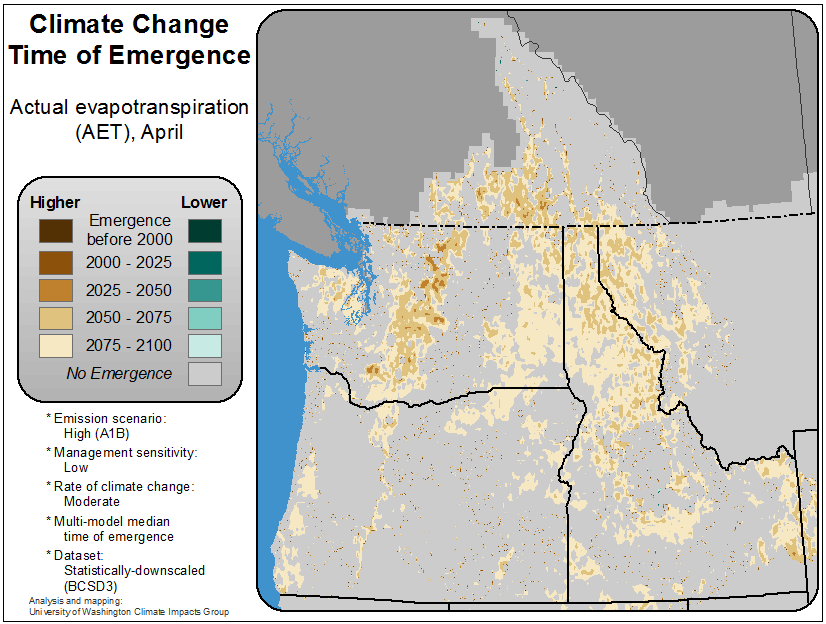 Climate Change
Time of Emergence
Actual evapotranspiration
(AET), April
Higher Lower
Emergence
before 2000
2000 - 2025
2025 - 2050
2050 - 2075
2075 - 2100
No Emergence
* Emission scenario:
High (A1B)
* Management sensitivity:
Low
* Rate of climate change:
Moderate
* Multi-model median
time of emergence
* Dataset:
Statistically-downscaled
(BCSD3)
Analysis and mapping:
University of Washington Climate Impacts Group